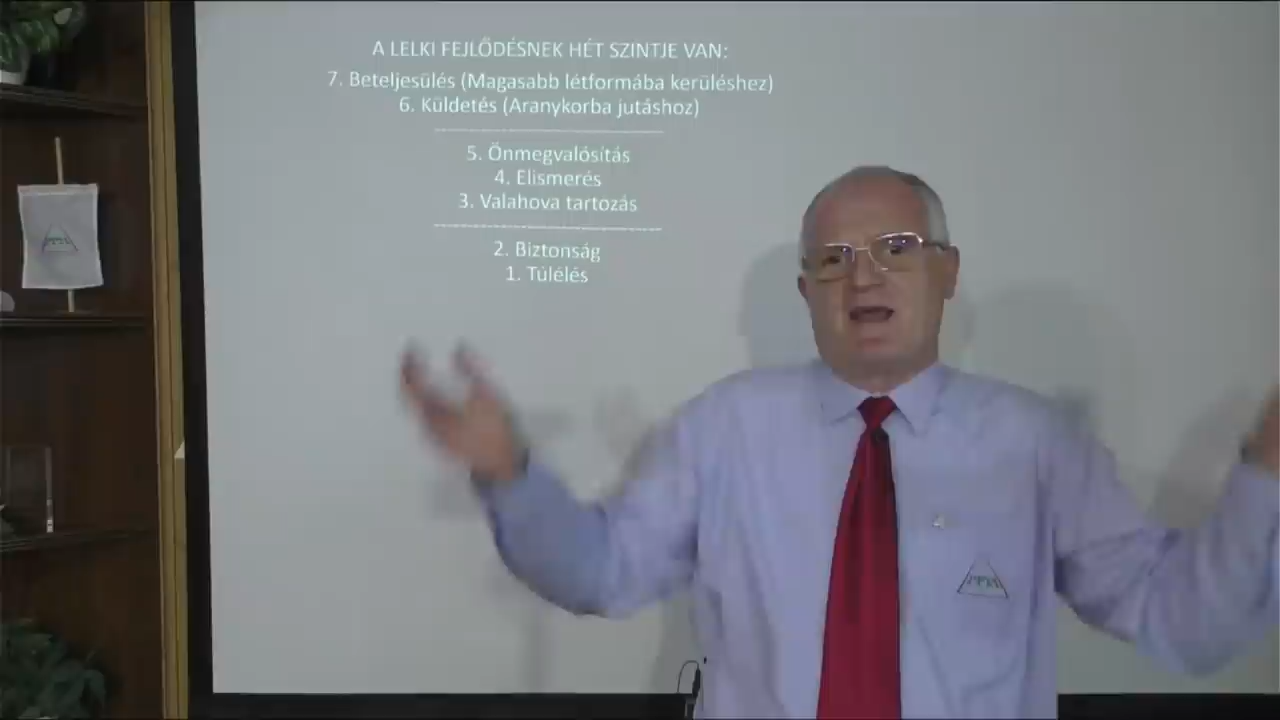 A LELKI FEJLŐDÉSNEK HÉT SZINTJE VAN:
7. Beteljesülés (Magasabb létformába kerüléshez)
6. Küldetés (Aranykorba jutáshoz)
5. Önmegvalósítás
4. Elismerés
3. Valahova tartozás
2. Biztonság
1. Túlélés